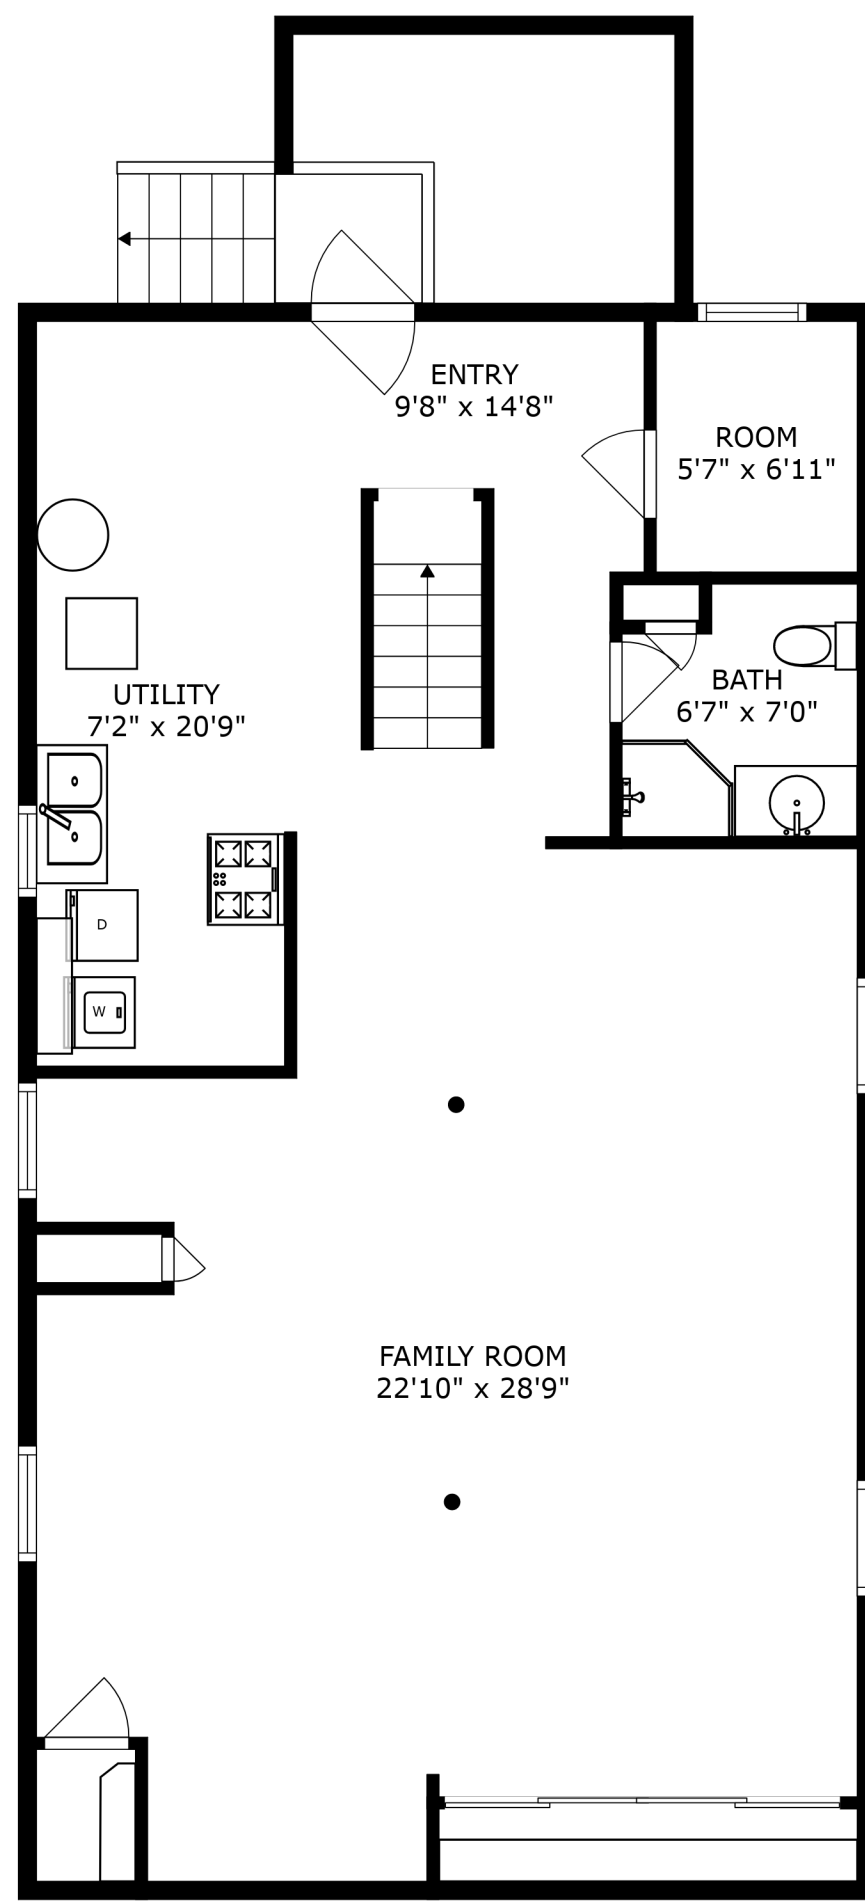 ENTRY
9'8" x 14'8"
ROOM
5'7" x 6'11"
UTILITY
7'2" x 20'9"
BATH
6'7" x 7'0"
D
W
FAMILY ROOM
22'10" x 28'9"